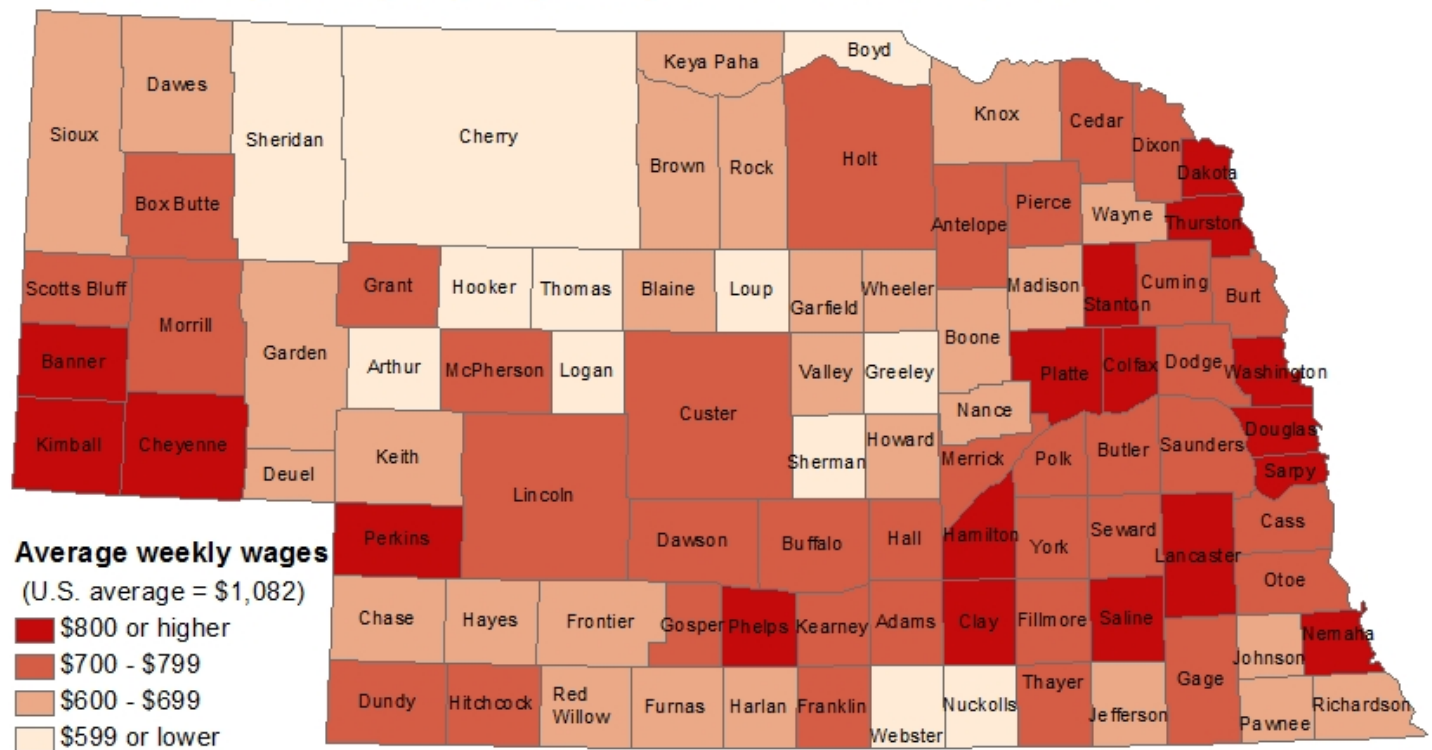 Boyd
Keya Paha
Dawes
Knox
Cedar
Sioux
Sheridan
Cherry
Dixon
Holt
Brown
Rock
Dakota
Box Butte
Pierce
Wayne
Antelope
Thurston
Scotts Bluff
Grant
Hooker
Thomas
Blaine
Loup
Garfield
Wheeler
Madison
Stanton
Cuming
Burt
Morrill
Boone
Garden
Banner
Arthur
McPherson
Logan
Valley
Greeley
Platte
Colfax
Dodge
Washington
Custer
Nance
Kimball
Cheyenne
Keith
Howard
Douglas
Deuel
Sherman
Merrick
Polk
Butler
Saunders
Sarpy
Lincoln
Cass
Perkins
Dawson
Buffalo
Hall
Hamilton
York
Seward
Lancaster
Otoe
Average weekly wages
(U.S. average = $1,082)
$800 or higher
$700 - $799
$600 - $699
$599 or lower
Chase
Hayes
Frontier
Gosper
Phelps
Kearney
Adams
Clay
Fillmore
Saline
Nemaha
Johnson
Dundy
Hitchcock
Red
Willow
Furnas
Harlan
Franklin
Webster
Nuckolls
Thayer
Jefferson
Gage
Pawnee
Richardson